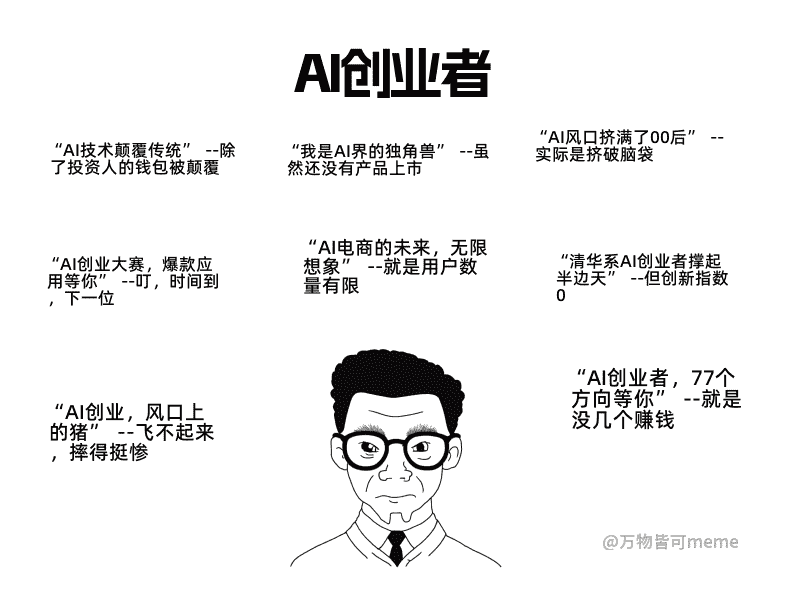 AI创业者
“AI技术颠覆传统” --除
了投资人的钱包被颠覆
“我是AI界的独角兽” --虽
然还没有产品上市
“AI风口挤满了00后” --
实际是挤破脑袋
“AI创业大赛，爆款应
用等你” --叮，时间到
，下一位
“AI电商的未来，无限
想象” --就是用户数
量有限
“清华系AI创业者撑起
半边天” --但创新指数
0
“AI创业，风口上
的猪” --飞不起来
，摔得挺惨
“AI创业者，77个
方向等你” --就是
没几个赚钱
@万物皆可meme